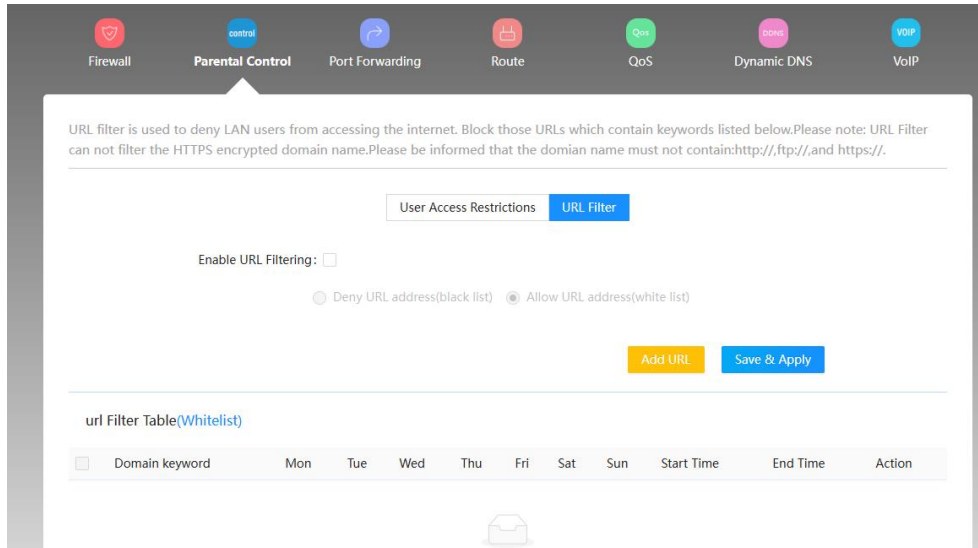 control Qos DDNS VOIP
Firewall Parental Control Port Forwarding Route QoS Dynamic DNS VoIP
URL filter is used to deny LAN users from accessing the internet. Block those URLs which contain keywords listed below.Please note: URL Filter
can not filter the HTTPS encrypted domain name.Please be informed that the domian name must not contain:http://,ftp://,and https://.
User Access Restrictions URL Filter
Enable URL Filtering:
Deny URL address(black list) Allow URL address(white list)
Add URL Save & Apply
url Filter Table(Whitelist)
Domain keyword Mon Tue Wed Thu Fri Sat Sun Start Time End Time Action